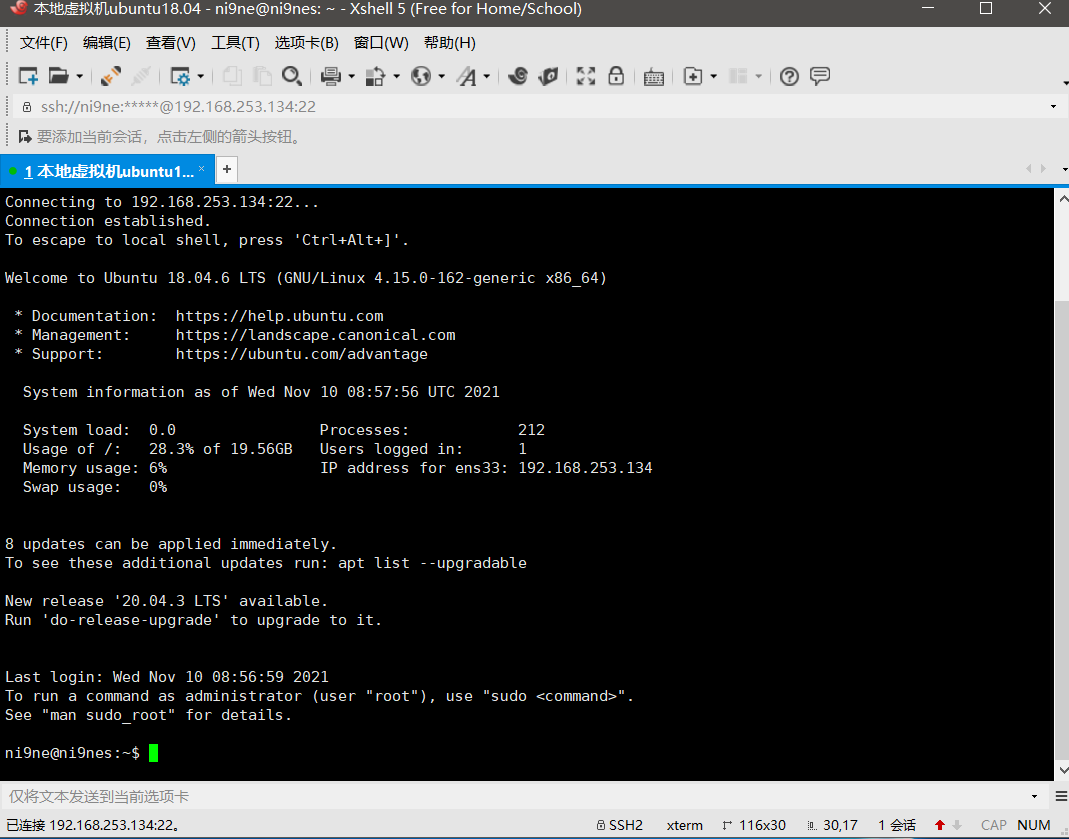 本地虚拟机ubuntu18.04 - ni9ne@ni9nes: ~ - Xshell 5 (Free for Home/School)
文件(F) 编辑(E) 查看(V) 工具(T) 选项卡(B) 窗口(W) 帮助(H)
ssh://ni9ne:*****@192.168.253.134:22
要添加当前会话，点击左侧的箭头按钮。
1 本地虚拟机ubuntu1... × +
Connecting to 192.168.253.134:22...
Connection established.
To escape to local shell, press 'Ctrl+Alt+]'.
Welcome to Ubuntu 18.04.6 LTS (GNU/Linux 4.15.0-162-generic x86_64)
* Documentation:  https://help.ubuntu.com
* Management:     https://landscape.canonical.com
* Support:        https://ubuntu.com/advantage
System information as of Wed Nov 10 08:57:56 UTC 2021
System load:  0.0                Processes:            212
Usage of /:   28.3% of 19.56GB   Users logged in:      1
Memory usage: 6%                 IP address for ens33: 192.168.253.134
Swap usage:   0%
8 updates can be applied immediately.
To see these additional updates run: apt list --upgradable
New release '20.04.3 LTS' available.
Run 'do-release-upgrade' to upgrade to it.
Last login: Wed Nov 10 08:56:59 2021
To run a command as administrator (user "root"), use "sudo <command>".
See "man sudo_root" for details.
ni9ne@ni9nes:~$
仅将文本发送到当前选项卡
已连接 192.168.253.134:22。 SSH2 xterm 116x30 30,17 1 会话 CAP NUM